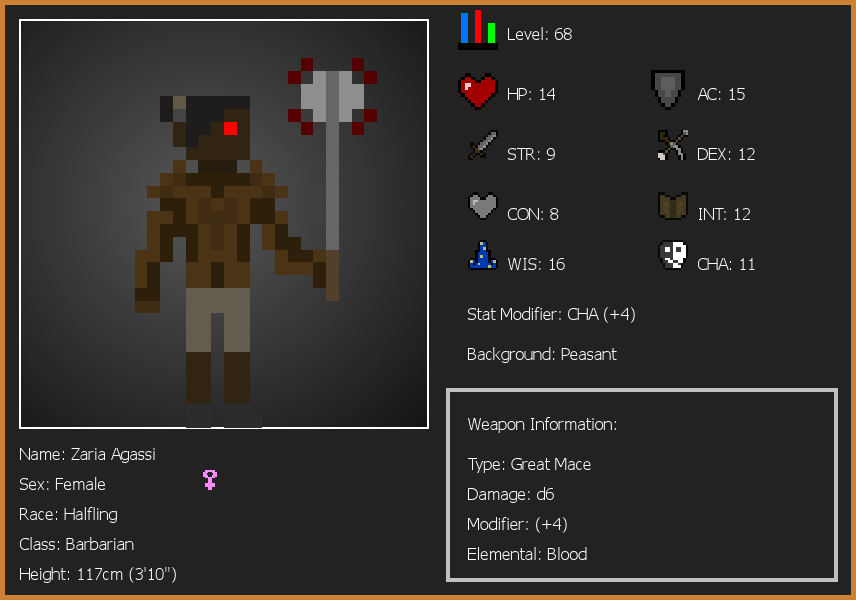 Level: 68
HP: 14
AC: 15
STR: 9
DEX: 12
CON: 8
INT: 12
WIS: 16
CHA: 11
Stat Modifier: CHA (+4)
Background: Peasant
Weapon Information:
Type: Great Mace
Damage: d6
Modifier: (+4)
Elemental: Blood
Name: Zaria Agassi
Sex: Female
Race: Halfling
Class: Barbarian
Height: 117cm (3'10")